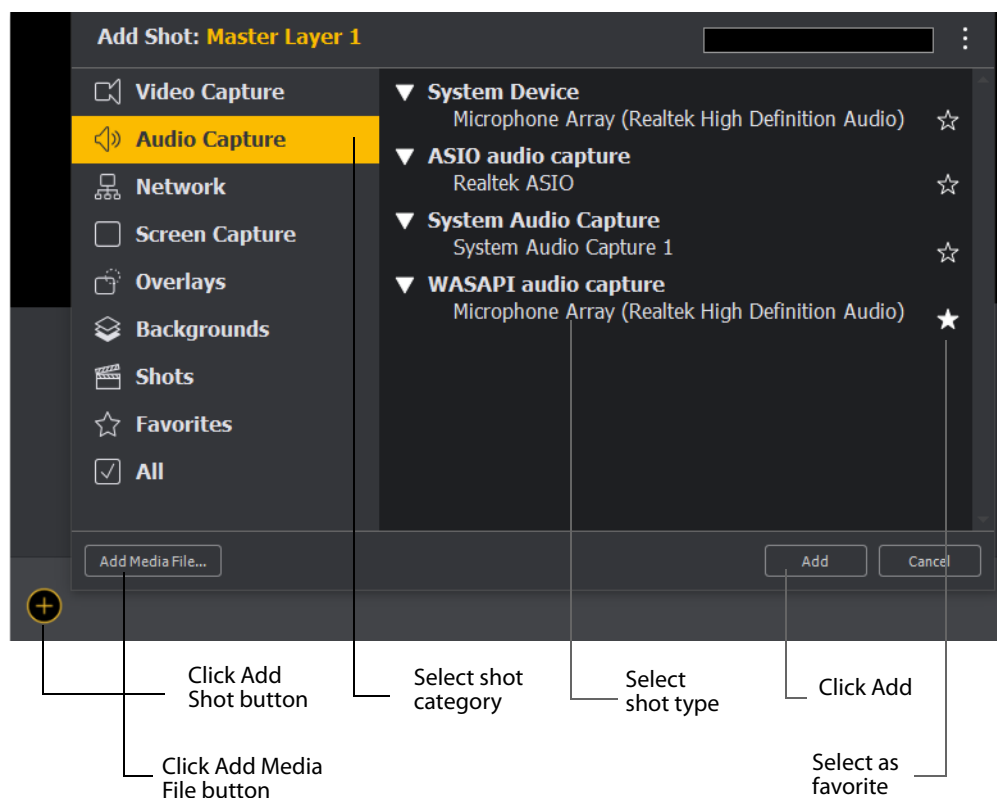 Add Shot: Master Layer 1
Video Capture
Audio Capture
Network
Screen Capture
Overlays
Backgrounds
Shots
Favorites
All
System Device
Microphone Array (Realtek High Definition Audio)
ASIO audio capture
Realtek ASIO
System Audio Capture
System Audio Capture 1
WASAPI audio capture
Microphone Array (Realtek High Definition Audio)
Add Media File...
Add
Cancel
Click Add
Shot button
Select shot
category
Select
shot type
Click Add
Click Add Media
File button
Select as
favorite